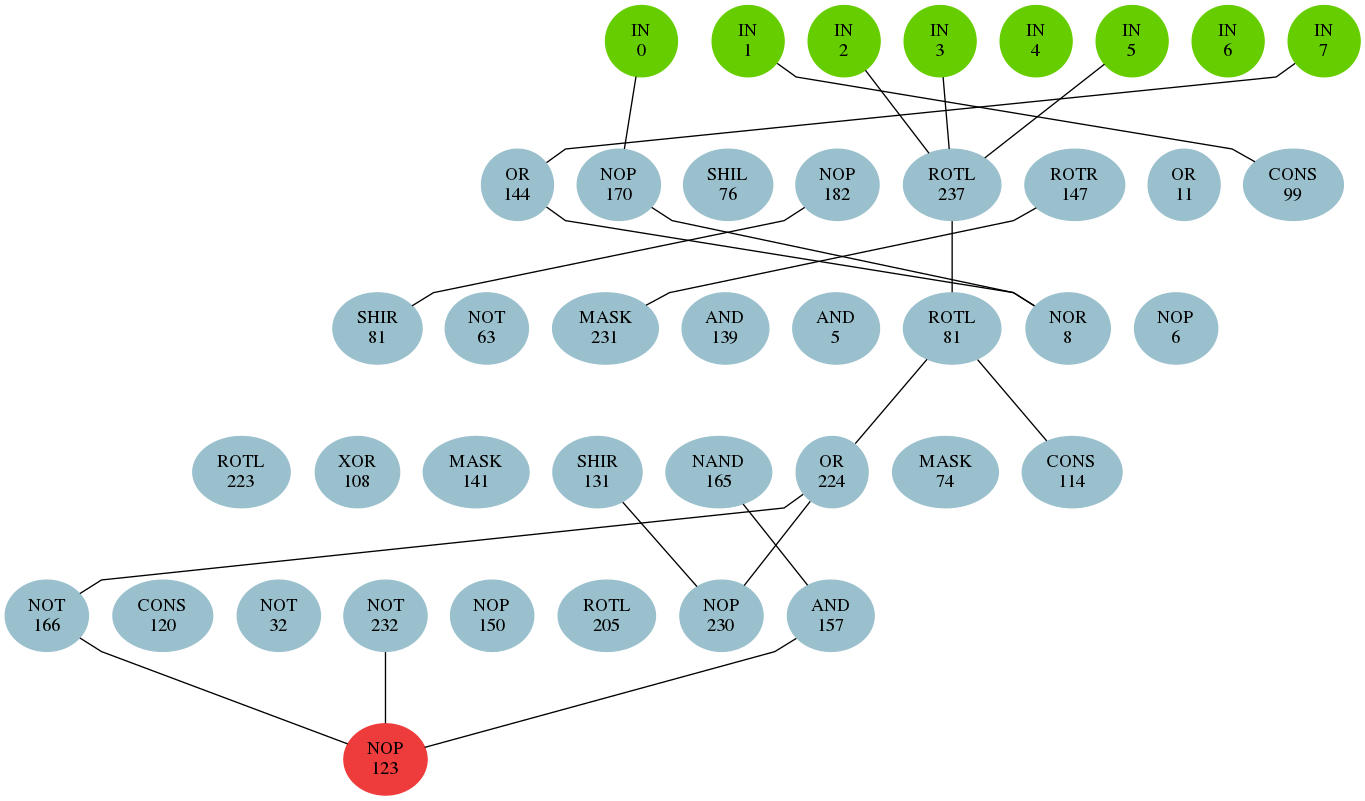 IN
0
IN
1
IN
2
IN
3
IN
4
IN
5
IN
6
IN
7
OR
144
NOP
170
SHIL
76
NOP
182
ROTL
237
ROTR
147
OR
11
CONS
99
SHIR
81
NOT
63
MASK
231
AND
139
AND
5
ROTL
81
NOR
8
NOP
6
ROTL
223
XOR
108
MASK
141
SHIR
131
NAND
165
OR
224
MASK
74
CONS
114
NOT
166
CONS
120
NOT
32
NOT
232
NOP
150
ROTL
205
NOP
230
AND
157
NOP
123